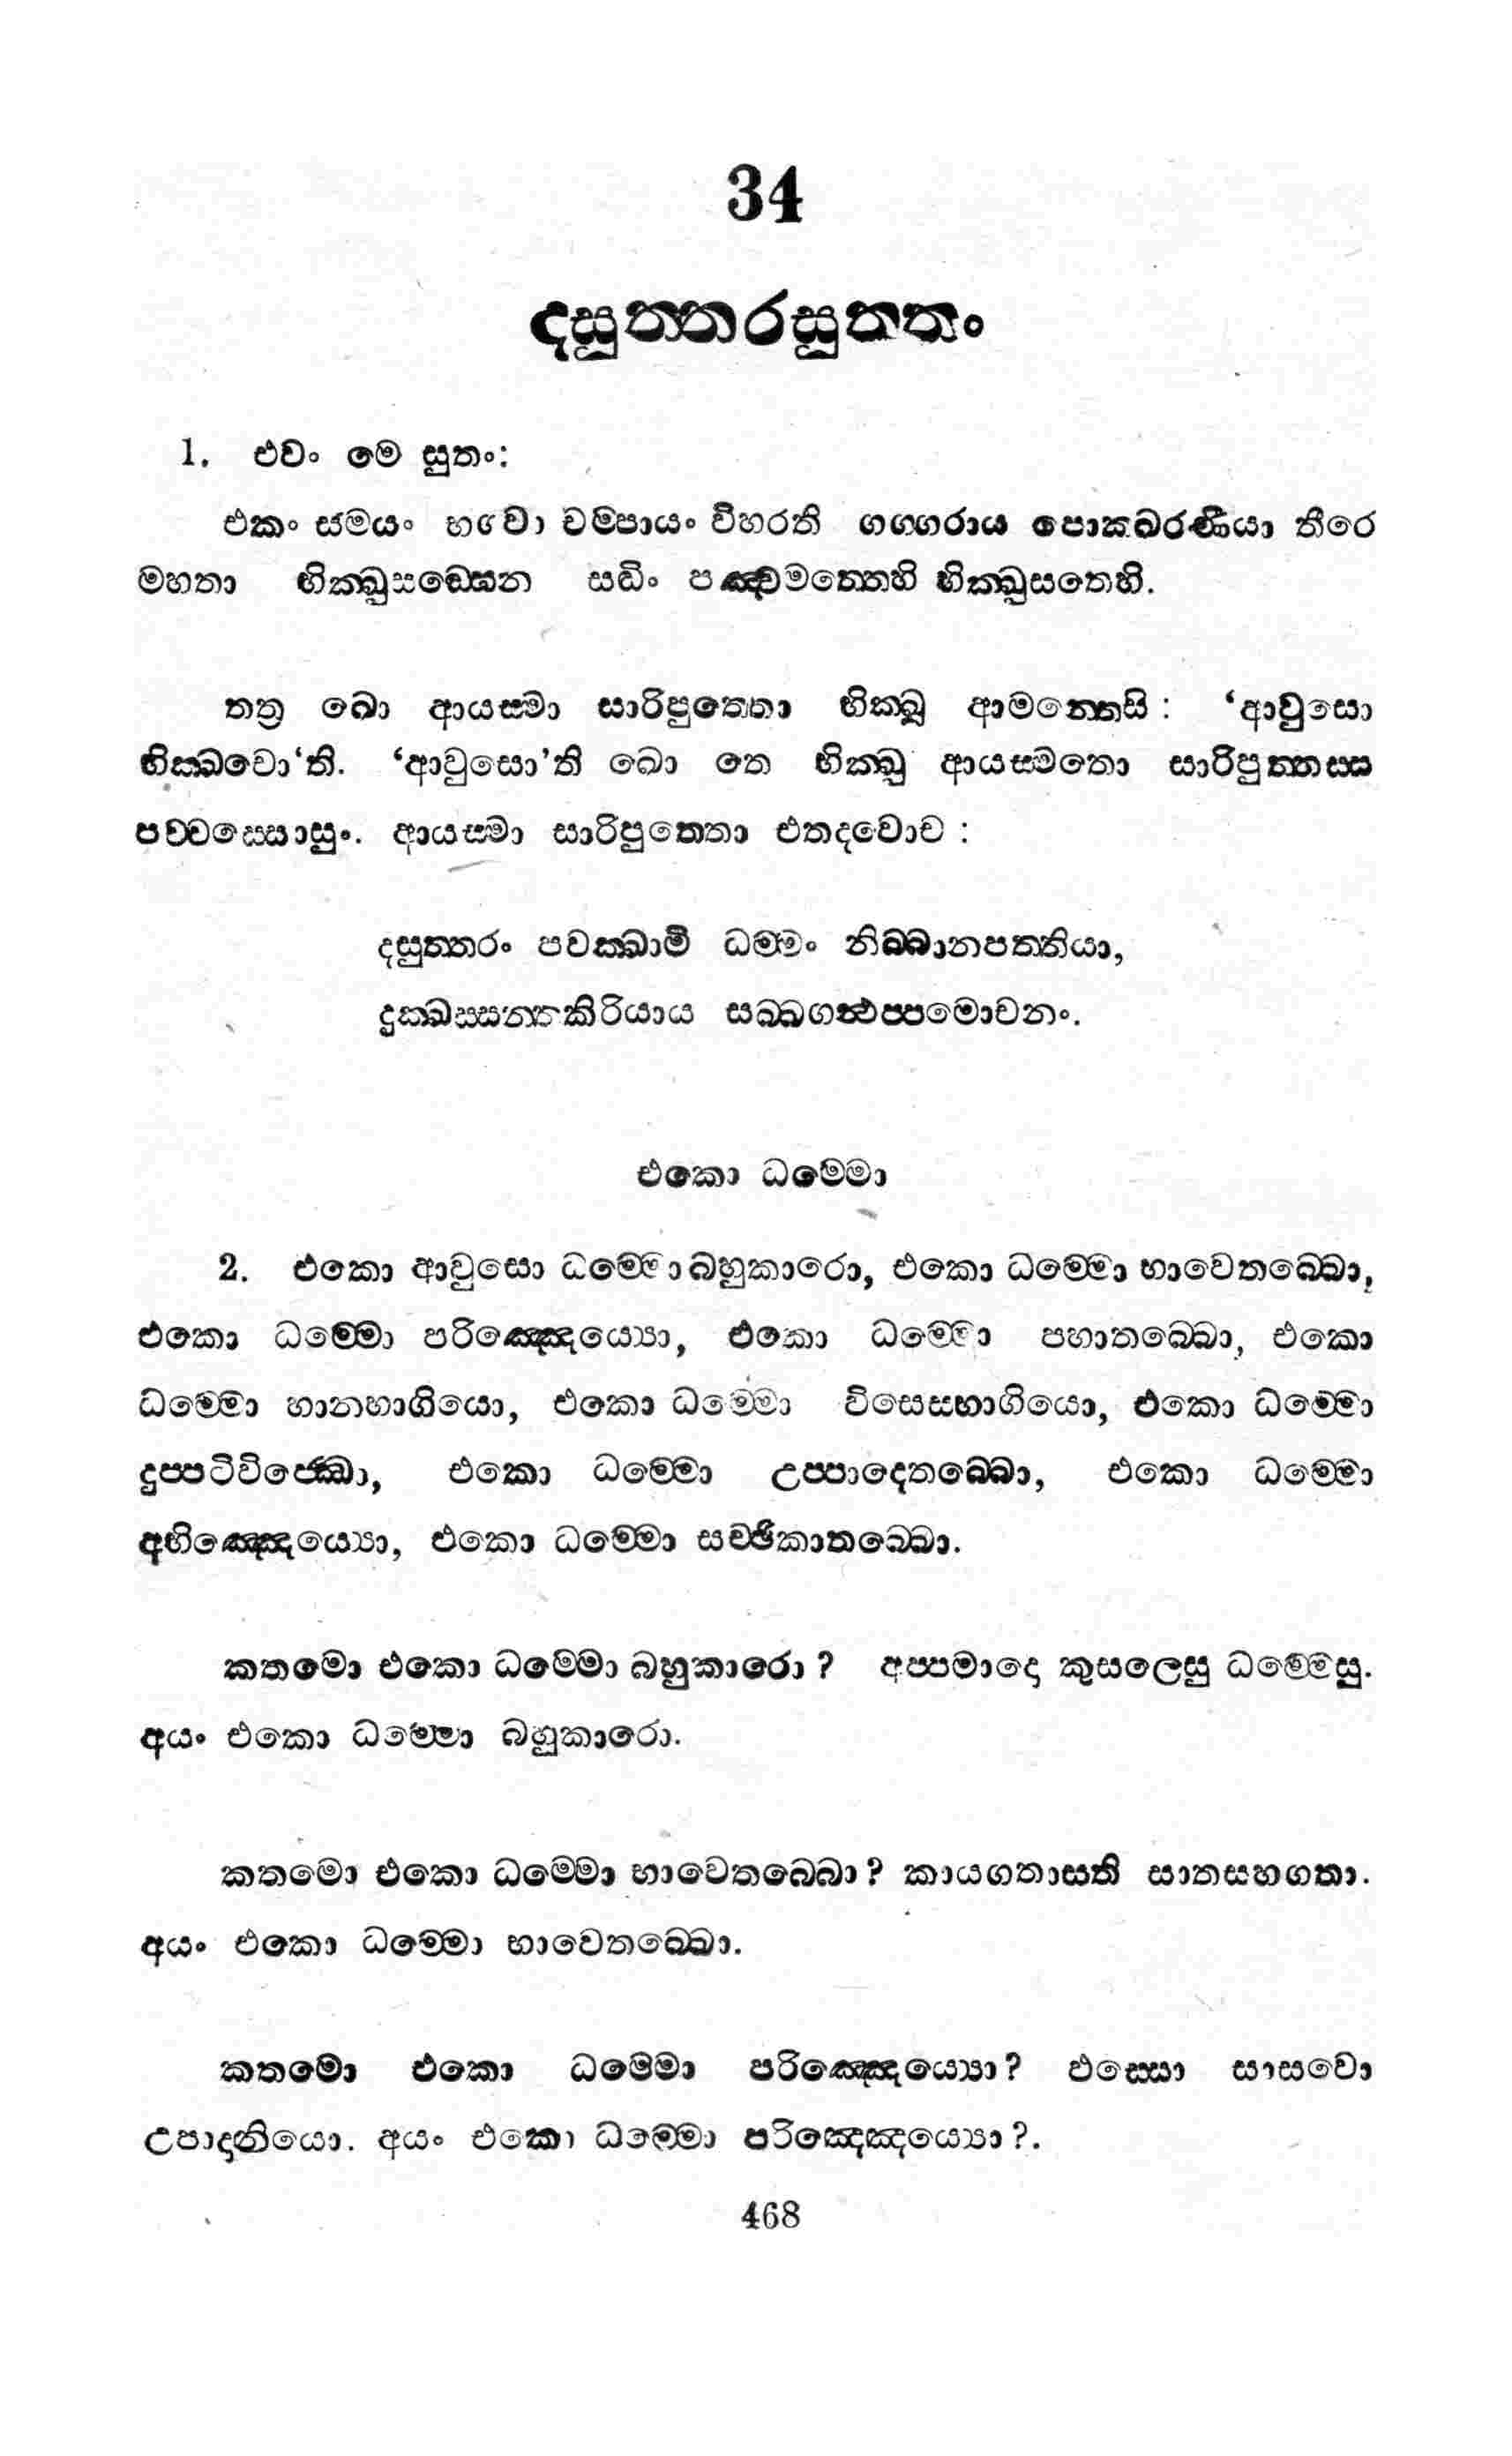 34
දසුත්තරසුත්තං
1. එවං මෙ සුතං:
එකං සමයං භගවා චම්පායං විහරති ගග්ගරාය පොක්ඛරණියා තීරෙ
මහතා භික්ඛුසඞ්ඝෙන සද්ධිං පඤ්චමත්තෙහි භික්ඛුසතෙහි.
තත්‍ර ඛො ආයස්මා සාරිපුත්තො භික්ඛූ ආමන්තෙසි : ‘ආවුසො
භික්ඛවො‘ති. ‘ආවුසො’ති ඛො තෙ භික්ඛු ආයස්මතො සාරිපුත්තස්ස
පච්චස්සොසුං. ආයස්මා සාරිපුත්තො එතදවොච :
දසුත්තරං පවක්ඛාමි ධම්මං නිබ්බානපත්තියා,
දුක්ඛස්සන්තකිරියාය සබ්බගන්ථප්පමොචනං.
එකො ධම්මො
2. එකො ආවුසො ධම්මො බහුකාරො, එකො ධම්මො භාවෙතබ්බො,
එකො ධම්මො පරිඤ්ඤෙය්‍යො, එකො ධම්මො පහාතබ්බො, එකො
ධම්මො හානභාගියො, එකො ධම්මො විසෙසභාගියො, එකො ධම්මො
දුප්පටිවිජ්ඣො, එකො ධම්මො උප්පාදෙතබ්බො, එකො ධම්මො
අභිඤ්ඤෙය්‍යො, එකො ධම්මො සච්ඡිකාතබ්බො.
කතමො එකො ධම්මො බහුකාරො ? අප්පමාදො කුසලෙසු ධම්මෙසු.
අයං එකො ධම්මො බහුකාරො.
කතමො එකො ධම්මො භාවෙතබ්බො ? කායගතාසති සාතසහගතා.
අයං එකො ධම්මො භාවෙතබ්බො.
කතමො එකො ධම්මො පරිඤ්ඤෙය්‍යො ? ඵස්සො සාසවො
උපාදානියො. අයං එකො ධම්මො පරිඤ්ඤෙය්‍යො ?.
468